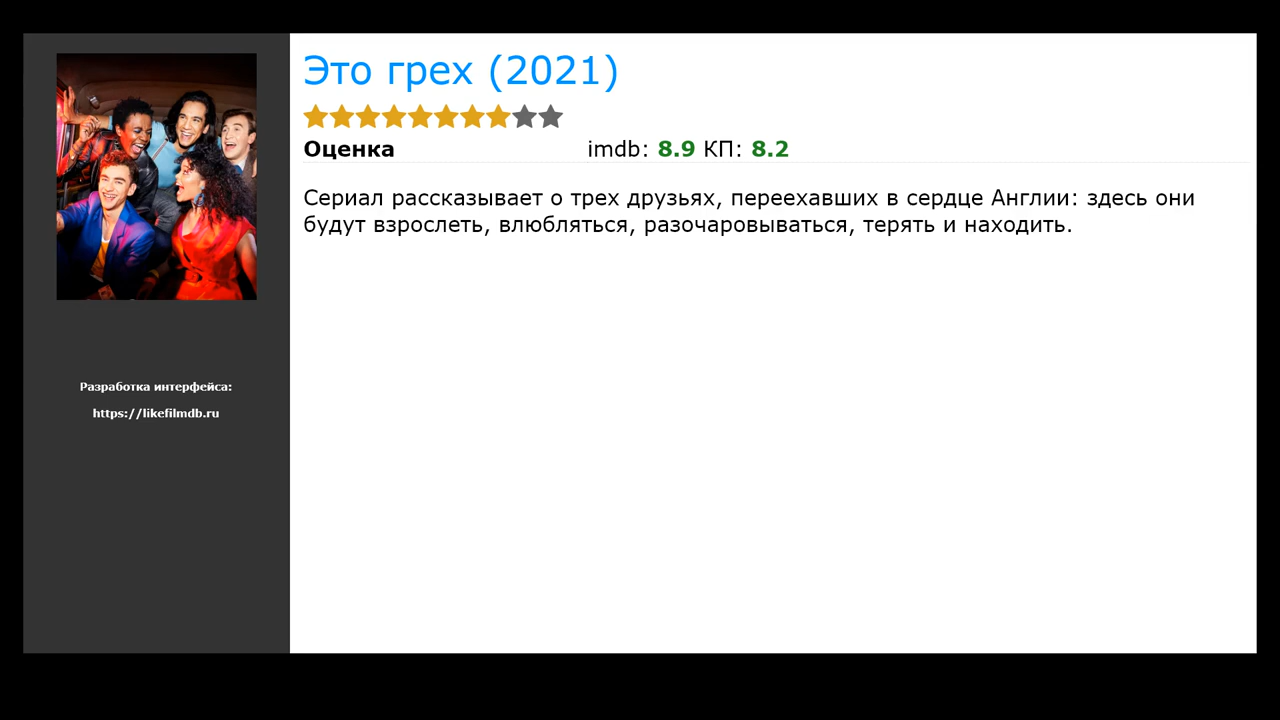 Это грех (2021)
Оценка imdb: 8.9 КП: 8.2
Сериал рассказывает о трех друзьях, переехавших в сердце Англии: здесь они
будут взрослеть, влюбляться, разочаровываться, терять и находить.
Разработка интерфейса:
https://likefilmdb.ru